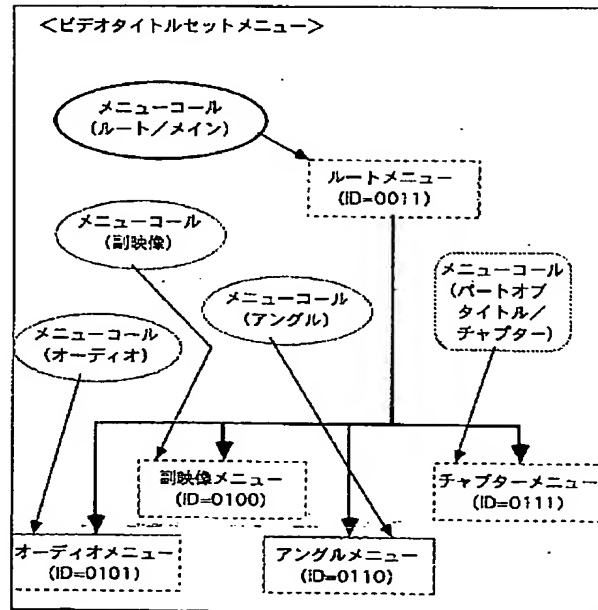 ＜ビデオタイトルセットメニュー＞
メニューコール
(ルート／メイン)
ルートメニュー
(ID=0011)
メニューコール
(副映像)
メニューコール
(アングル)
メニューコール
(パートオブ
タイトル／
チャプター)
メニューコール
(オーディオ)
副映像メニュー
(ID=0100)
チャプターメニュー
(ID=0111)
オーディオメニュー
(ID=0101)
アングルメニュー
(ID=0110)